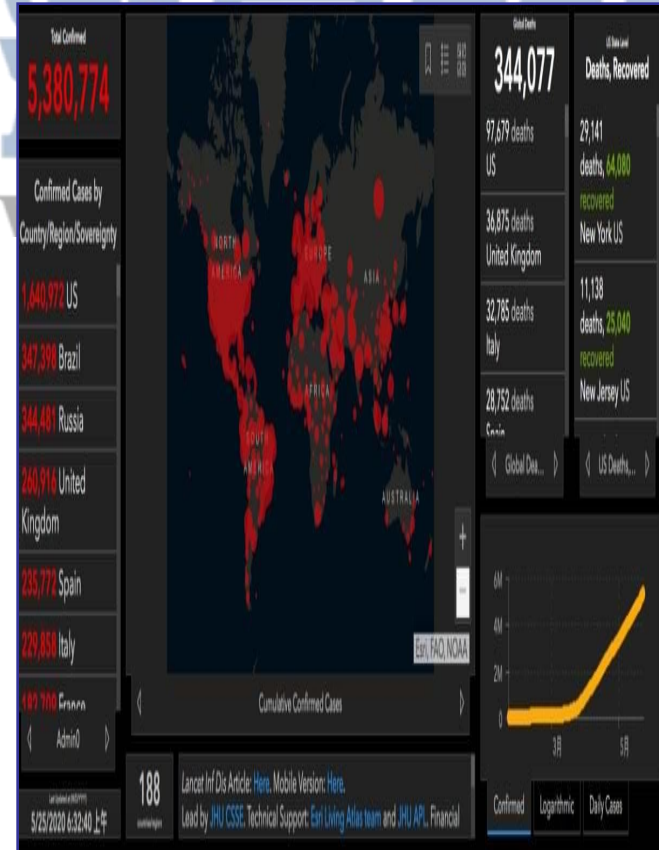 Total Confirmed
5,380,774
Confirmed Cases by
Country/Region/Sovereignty
1,640,972 US
347,398 Brazil
344,481 Russia
260,916 United
Kingdom
235,772 Spain
229,858 Italy
France
Admin0
5/25/2020 6:32:40 上午
NORTH
AMERICA
EUROPE
ASIA
AFRICA
SOUTH
AMERICA
AUSTRALIA
+
Esri, FAO, NOAA
Cumulative Confirmed Cases
188
countries/regions
Lancet Inf Dis Article: Here. Mobile Version: Here.
Lead by JHU CSSE. Technical Support: Esri Living Atlas team and JHU APL. Financial
Global Deaths
344,077
97,679 deaths
US
36,875 deaths
United Kingdom
32,785 deaths
Italy
28,752 deaths
Spain
Global Dea...
US State Level
Deaths, Recovered
29,141
deaths, 64,080
recovered
New York US
11,138
deaths, 25,040
recovered
New Jersey US
US Deaths,...
6M
4M
2M
0
3月
5月
Confirmed
Logarithmic
Daily Cases